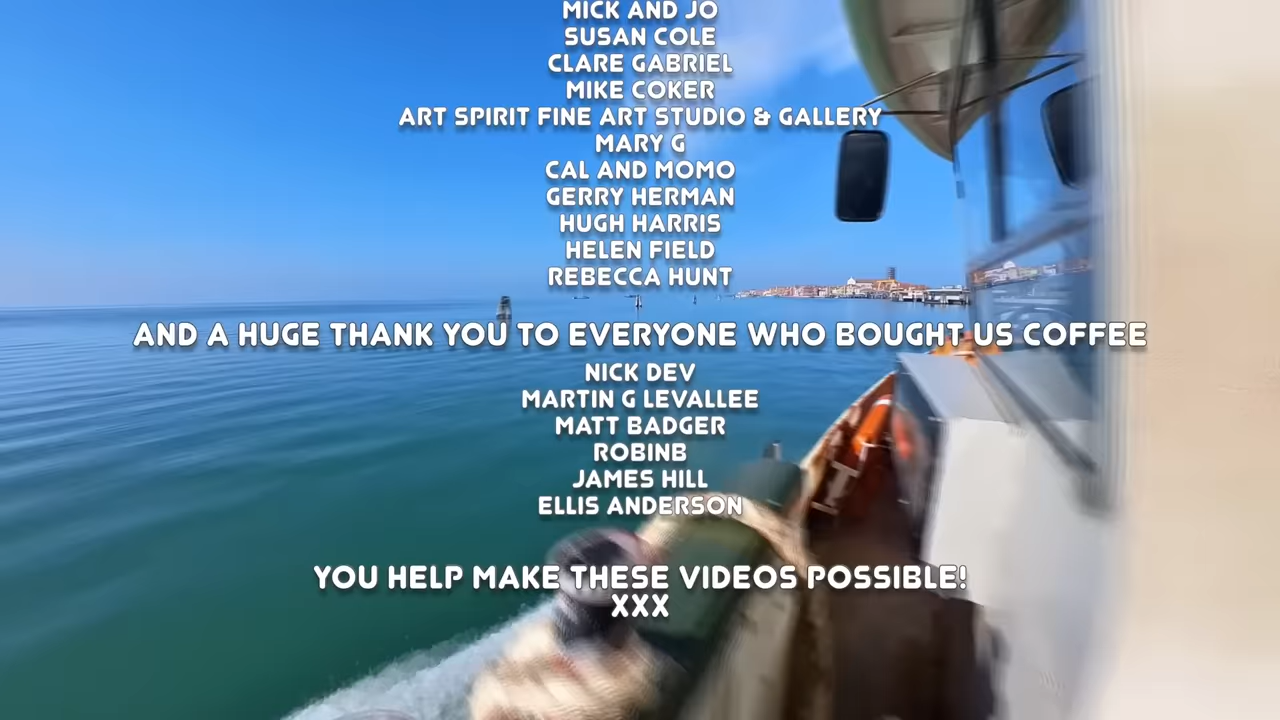 MICK AND JO
SUSAN COLE
CLARE GABRIEL
MIKE COKER
ART SPIRIT FINE ART STUDIO & GALLERY
MARY G
CAL AND MOMO
GERRY HERMAN
HUGH HARRIS
HELEN FIELD
REBECCA HUNT
AND A HUGE THANK YOU TO EVERYONE WHO BOUGHT US COFFEE
NICK DEV
MARTIN G LEVALLEE
MATT BADGER
ROBINB
JAMES HILL
ELLIS ANDERSON
YOU HELP MAKE THESE VIDEOS POSSIBLE!
XXX